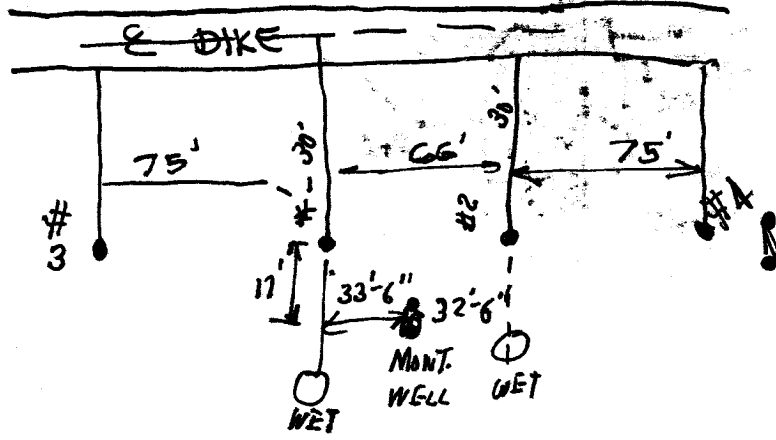 ℄ DIKE
75'
30'
66'
30'
75'
#
3
#2
#4
17'
33'-6"
32'-6"
MONT.
WELL
WET
WET